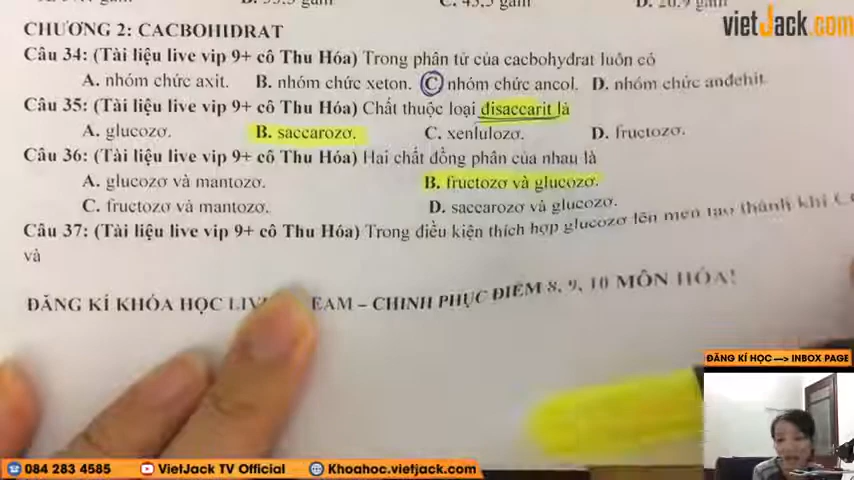 C. 45,5 gam
vietJack.com
CHƯƠNG 2: CACBOHIDRAT
Câu 34: (Tài liệu live vip 9+ cô Thu Hóa) Trong phân tử của cacbohydrat luôn có
A. nhóm chức axit. B. nhóm chức xeton. C nhóm chức ancol. D. nhóm chức anđehit.
Câu 35: (Tài liệu live vip 9+ cô Thu Hóa) Chất thuộc loại disaccarit là
A. glucozơ. B. saccarozơ. C. xenlulozơ. D. fructozơ.
Câu 36: (Tài liệu live vip 9+ cô Thu Hóa) Hai chất đồng phân của nhau là
A. glucozơ và mantozơ. B. fructozơ và glucozơ.
C. fructozơ và mantozơ. D. saccarozơ và glucozơ.
Câu 37: (Tài liệu live vip 9+ cô Thu Hóa) Trong điều kiện thích hợp glucozơ lên men tạo thành khí
và
ĐĂNG KÍ KHÓA HỌC – CHINH PHỤC ĐIỂM 8, 9, 10 MÔN HÓA!
ĐĂNG KÍ HỌC —> INBOX PAGE
084 283 4585 VietJack TV Official Khoahoc.vietjack.com